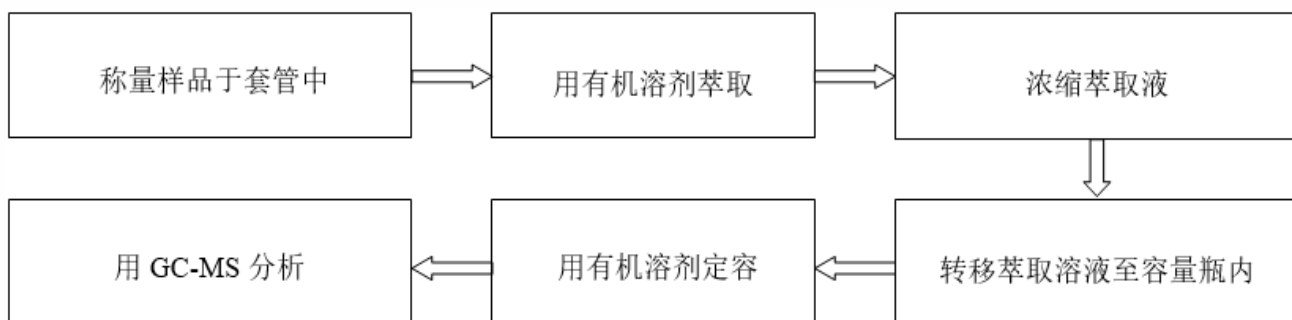 称量样品于套管中
用有机溶剂萃取
浓缩萃取液
转移萃取溶液至容量瓶内
用有机溶剂定容
用 GC-MS 分析